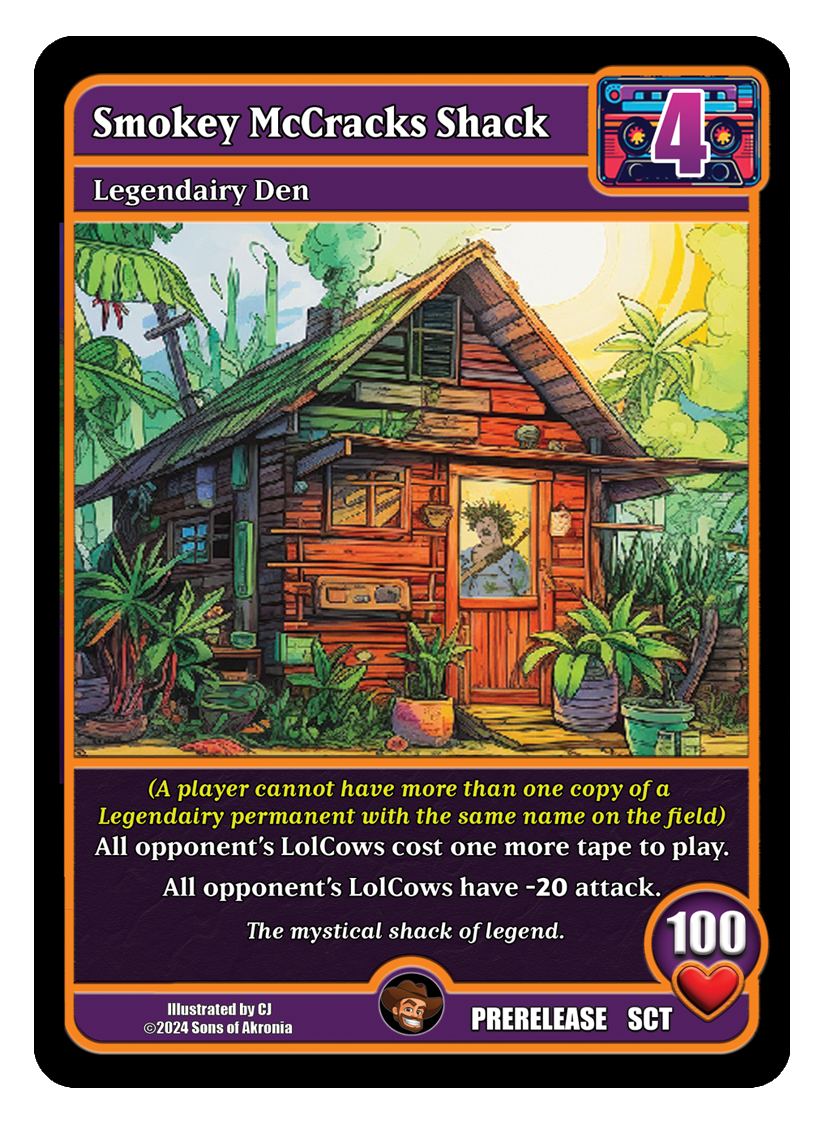 Smokey McCracks Shack
4
Legendairy Den
(A player cannot have more than one copy of a
Legendairy permanent with the same name on the field)
All opponent's LolCows cost one more tape to play.
All opponent's LolCows have -20 attack.
The mystical shack of legend.
100
Illustrated by CJ
©2024 Sons of Akronia
PRERELEASE SCT